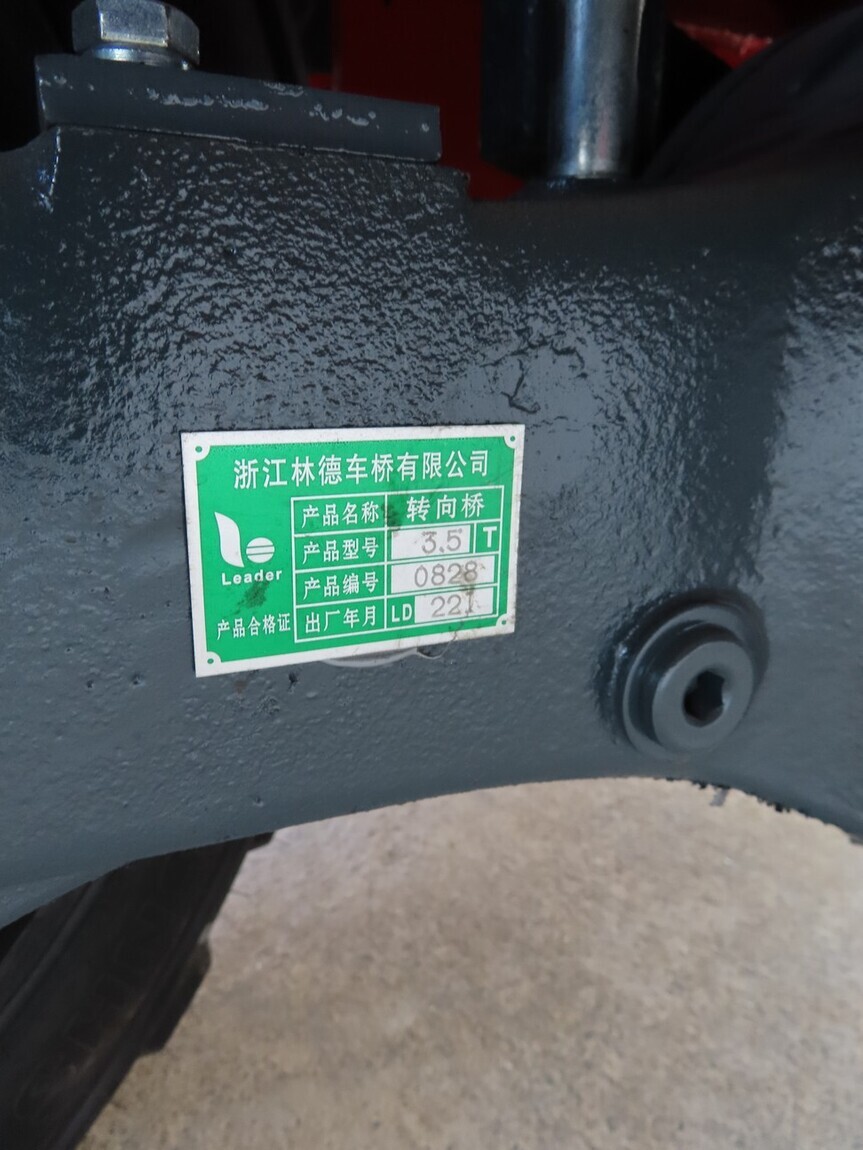 浙江林德车桥有限公司
产品名称 转向桥
产品型号 3.5 T
Leader
产品编号 0828
产品合格证
出厂年月 LD 221